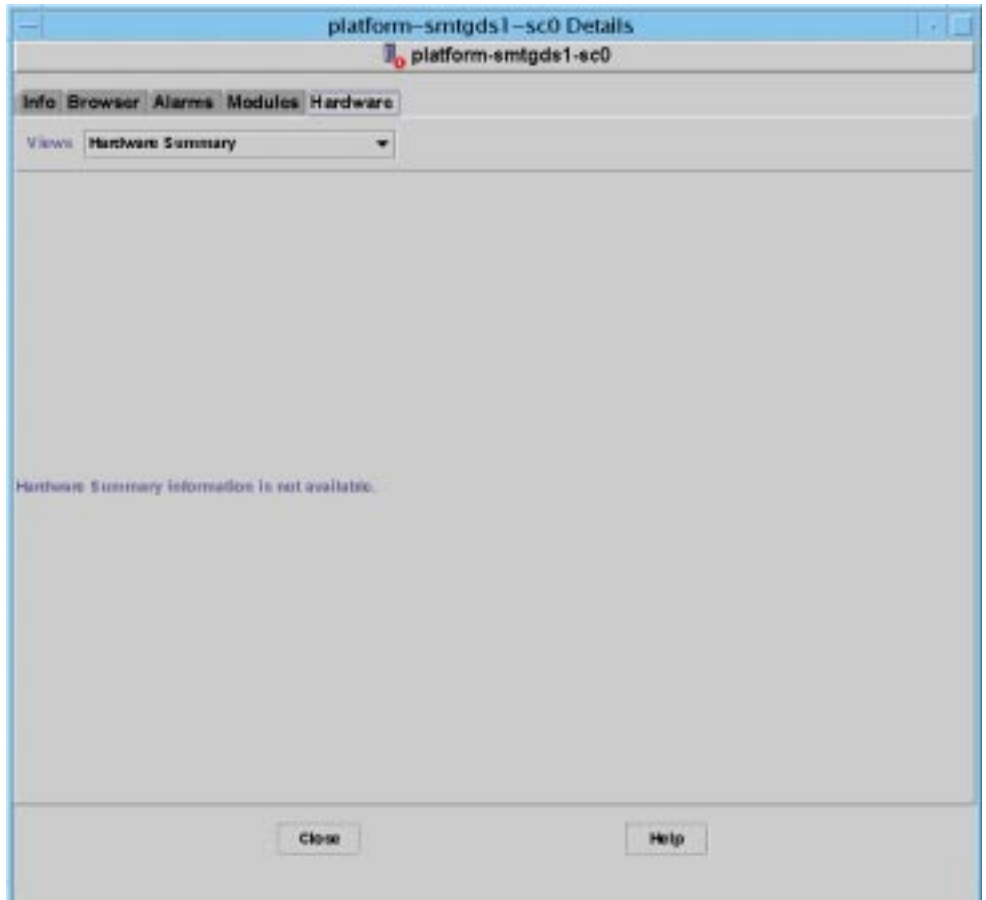 platform-smtgds1-sc0 Details
platform-smtgds1-sc0
Info Browser Alarms Modules Hardware
Views Hardware Summary
Hardware Summary information is not available.
Close Help